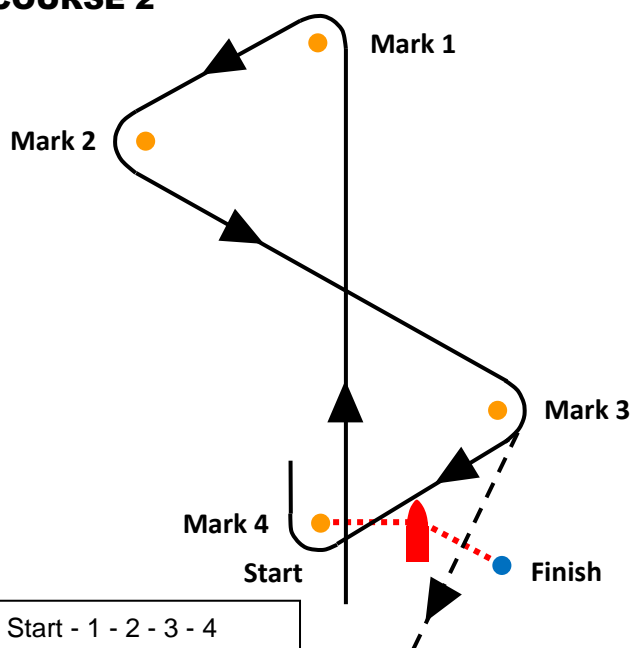 COURSE 2
Mark 1
Mark 2
Mark 3
Mark 4
Start
Finish
Start - 1 - 2 - 3 - 4